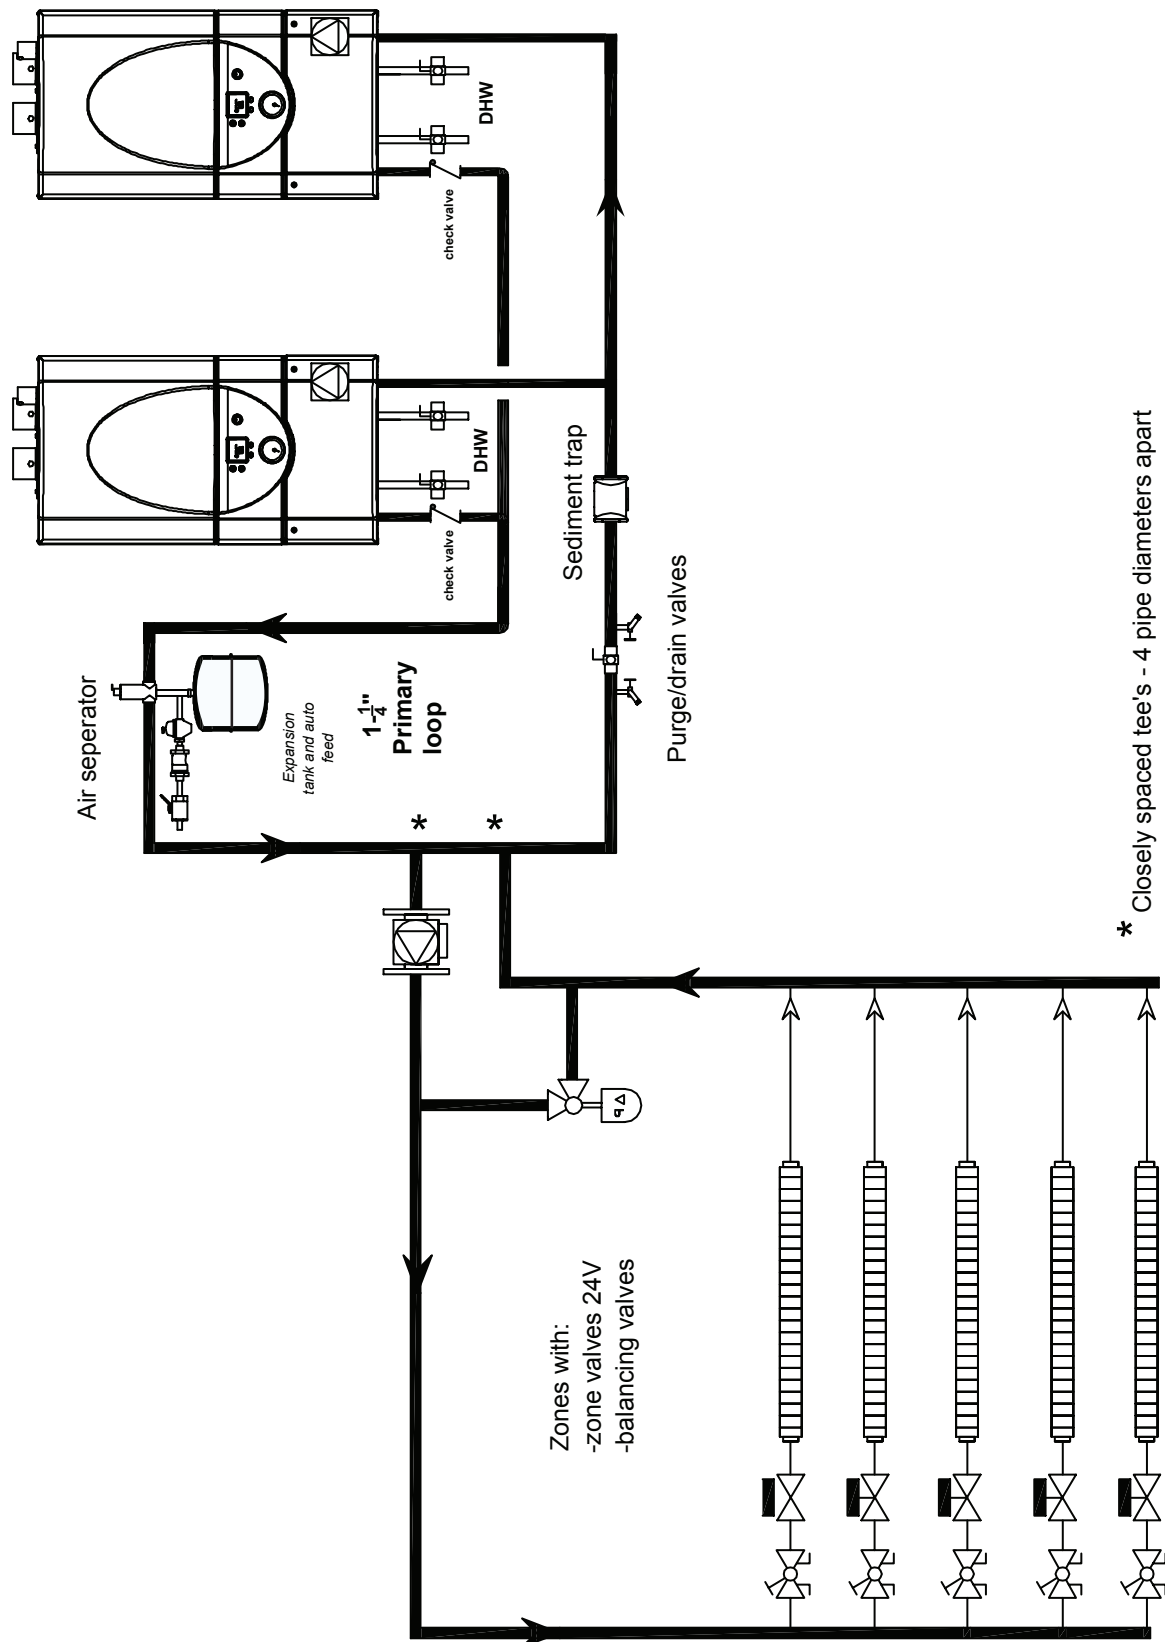 Air seperator
Expansion
tank and auto
feed
1-1/4"
Primary
loop
*
*
check valve
DHW
check valve
DHW
Sediment trap
Purge/drain valves
ΔP
Zones with:
-zone valves 24V
-balancing valves
* Closely spaced tee's - 4 pipe diameters apart